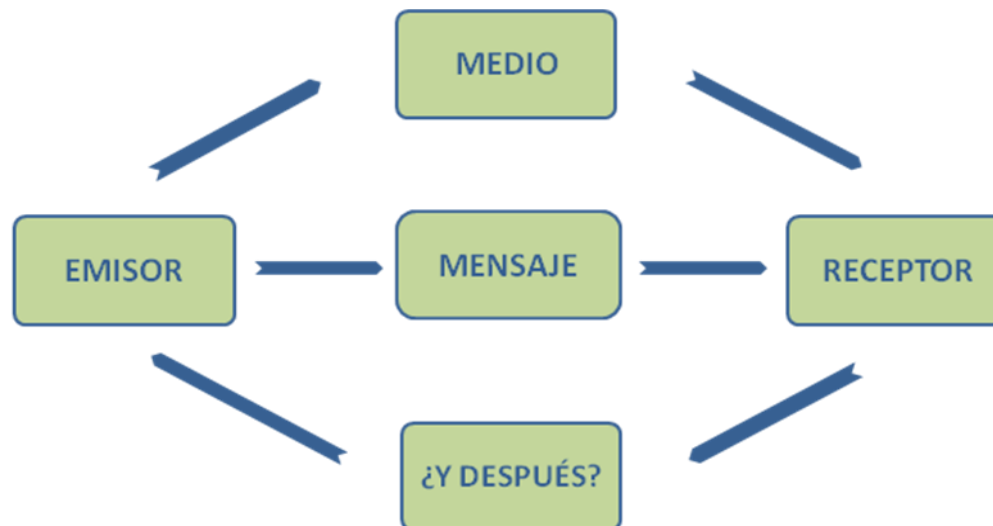 MEDIO
EMISOR
MENSAJE
RECEPTOR
¿Y DESPUÉS?